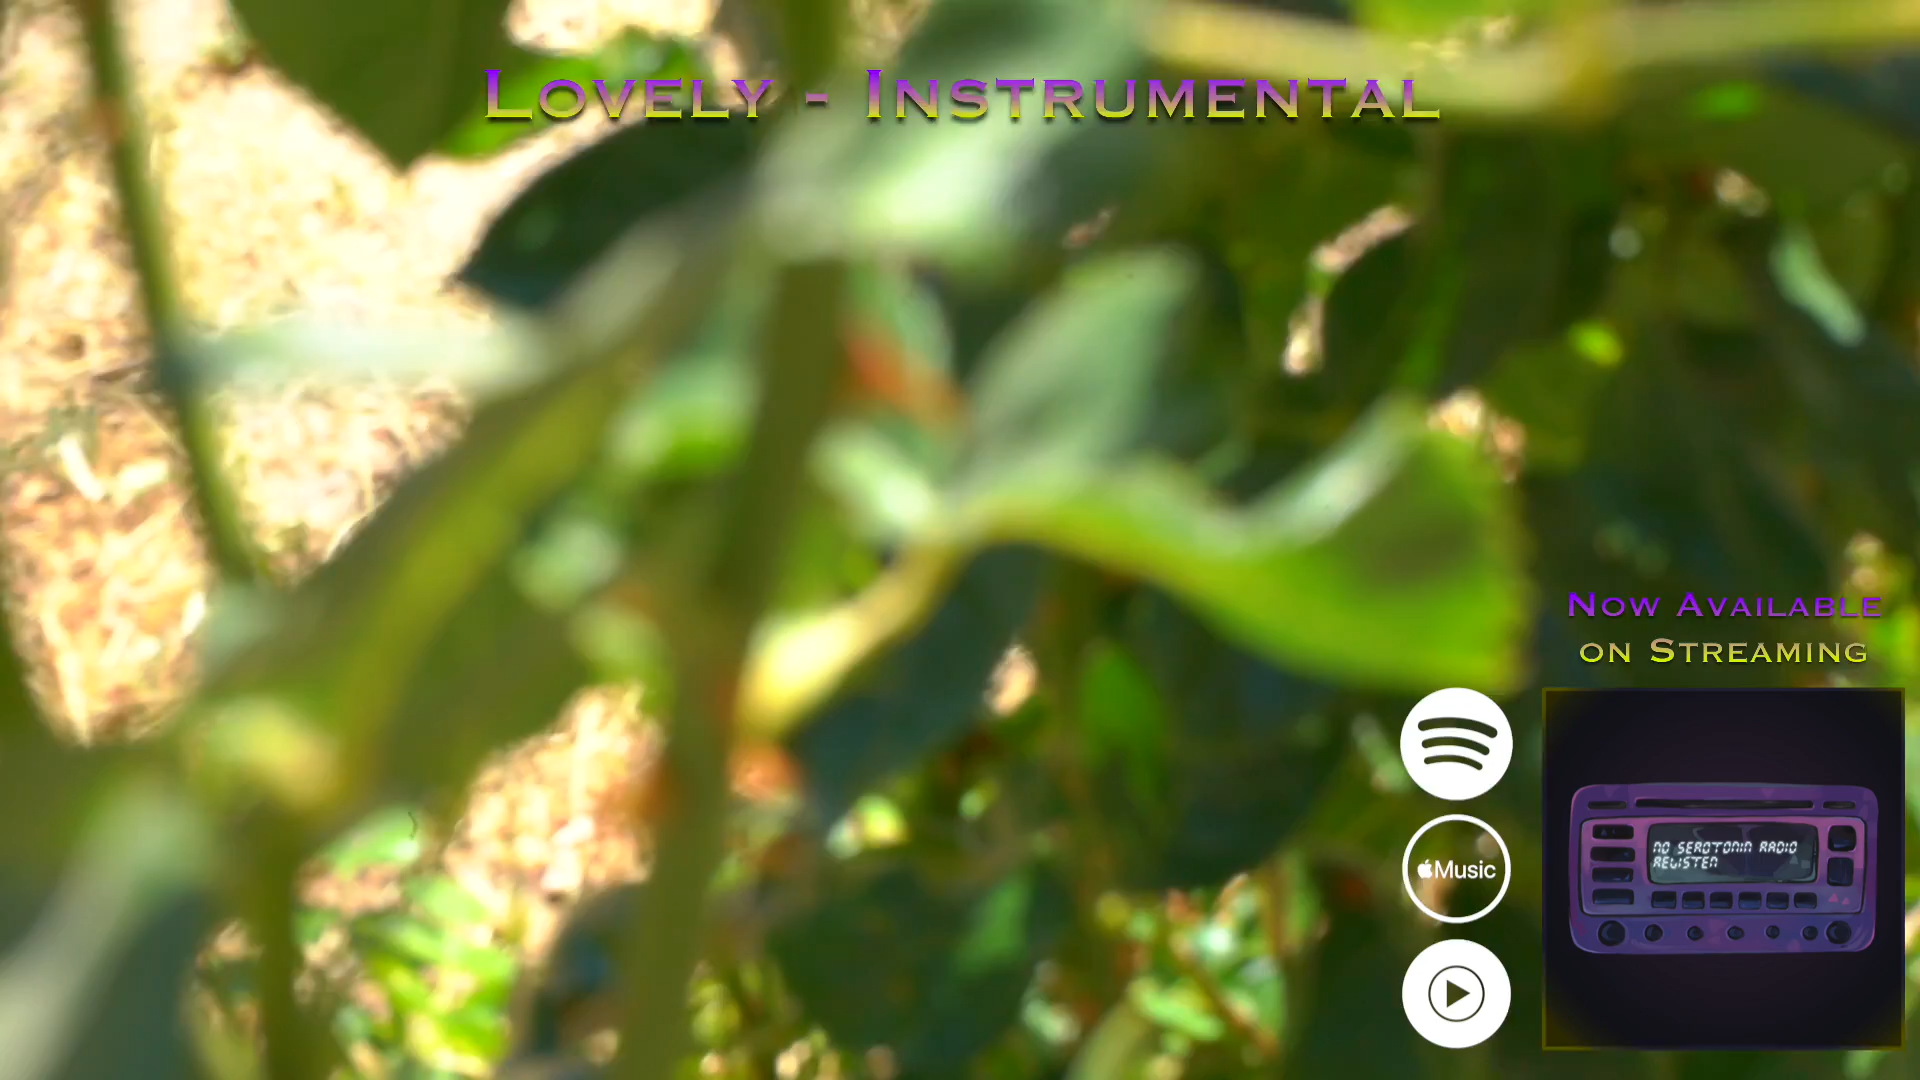 Lovely - Instrumental
Now Available
on Streaming
Music
NO SEROTONIN RADIO
RELISTEN